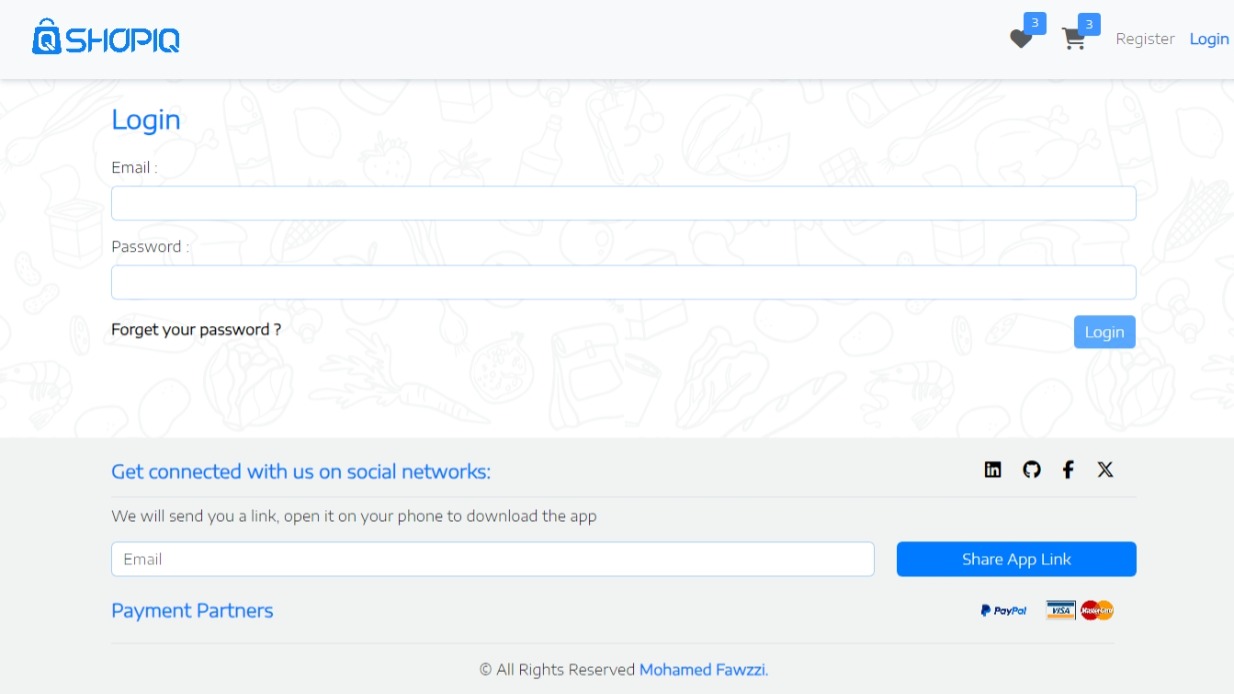 SHOPIQ
3
3
Register
Login
Login
Email :
Password :
Forget your password ?
Login
Get connected with us on social networks:
We will send you a link, open it on your phone to download the app
Email
Share App Link
Payment Partners
PayPal
VISA
MasterCard
© All Rights Reserved Mohamed Fawzzi.